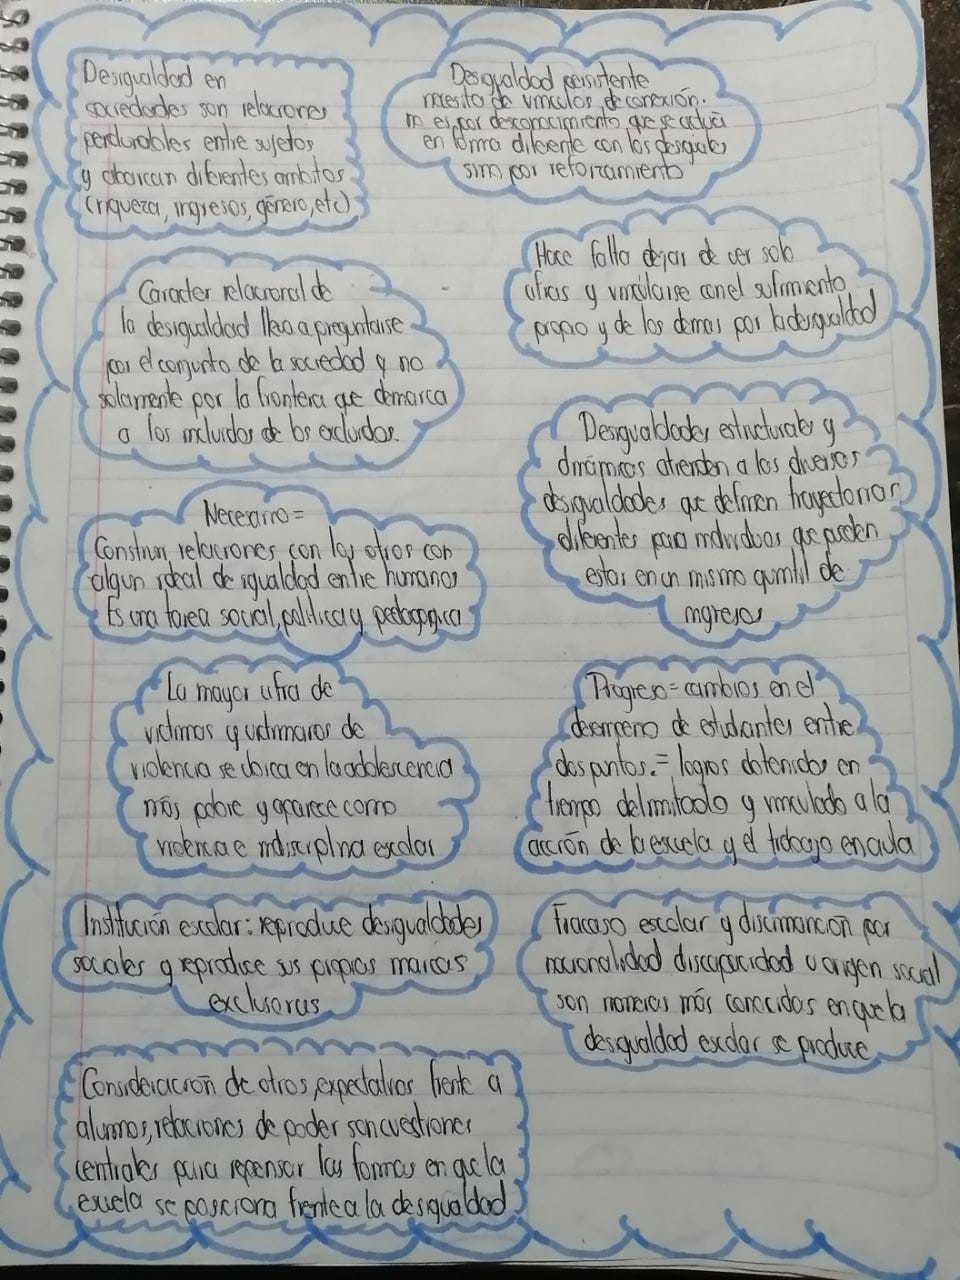 Desigualdad en
sociedades son relaciones
perdurables entre sujetos
y abarcan diferentes ambitos
(riqueza, ingresos, género, etc)
Desigualdad persistente
necesita de vinculos de conexión.
no es por desconocimiento que se actúa
en forma diferente con los desiguales
sino por reforzamiento
Caracter relacional de
la desigualdad lleva a preguntarse
por el conjunto de la sociedad y no
solamente por la frontera que demarca
a los incluidos de los excluidos.
Hace falta dejar de ver solo
cifras y vincularse con el sufrimiento
propio y de los demas por la desigualdad
Necesario =
Construir relaciones con los otros con
algun ideal de igualdad entre humanos
Es una tarea social, politica y pedagogica
Desigualdades estructurales y
dinámicas atienden a las diversas
desigualdades que definen trayectorias
diferentes para individuos que pueden
estar en un mismo quintil de
ingresos
La mayor cifra de
victimas y victimarios de
violencia se ubica en la adolescencia
más pobre y aparece como
violencia e indisciplina escolar
Progreso = cambios en el
desempeño de estudiantes entre
dos puntos. = logros obtenidos en
tiempo delimitado y vinculado a la
acción de la escuela y el trabajo en aula
Institución escolar: reproduce desigualdades
sociales y reproduce sus propias marcas
exclusoras
Fracaso escolar y discimancion por
nacionalidad discapacidad u origen social
son maneras más conocidas en que la
desigualdad escolar se produce
Consideración de otros, expectativas frente a
alumnos, relaciones de poder son cuestiones
centrales para repensar las formas en que la
escuela se posiciona frente a la desigualdad